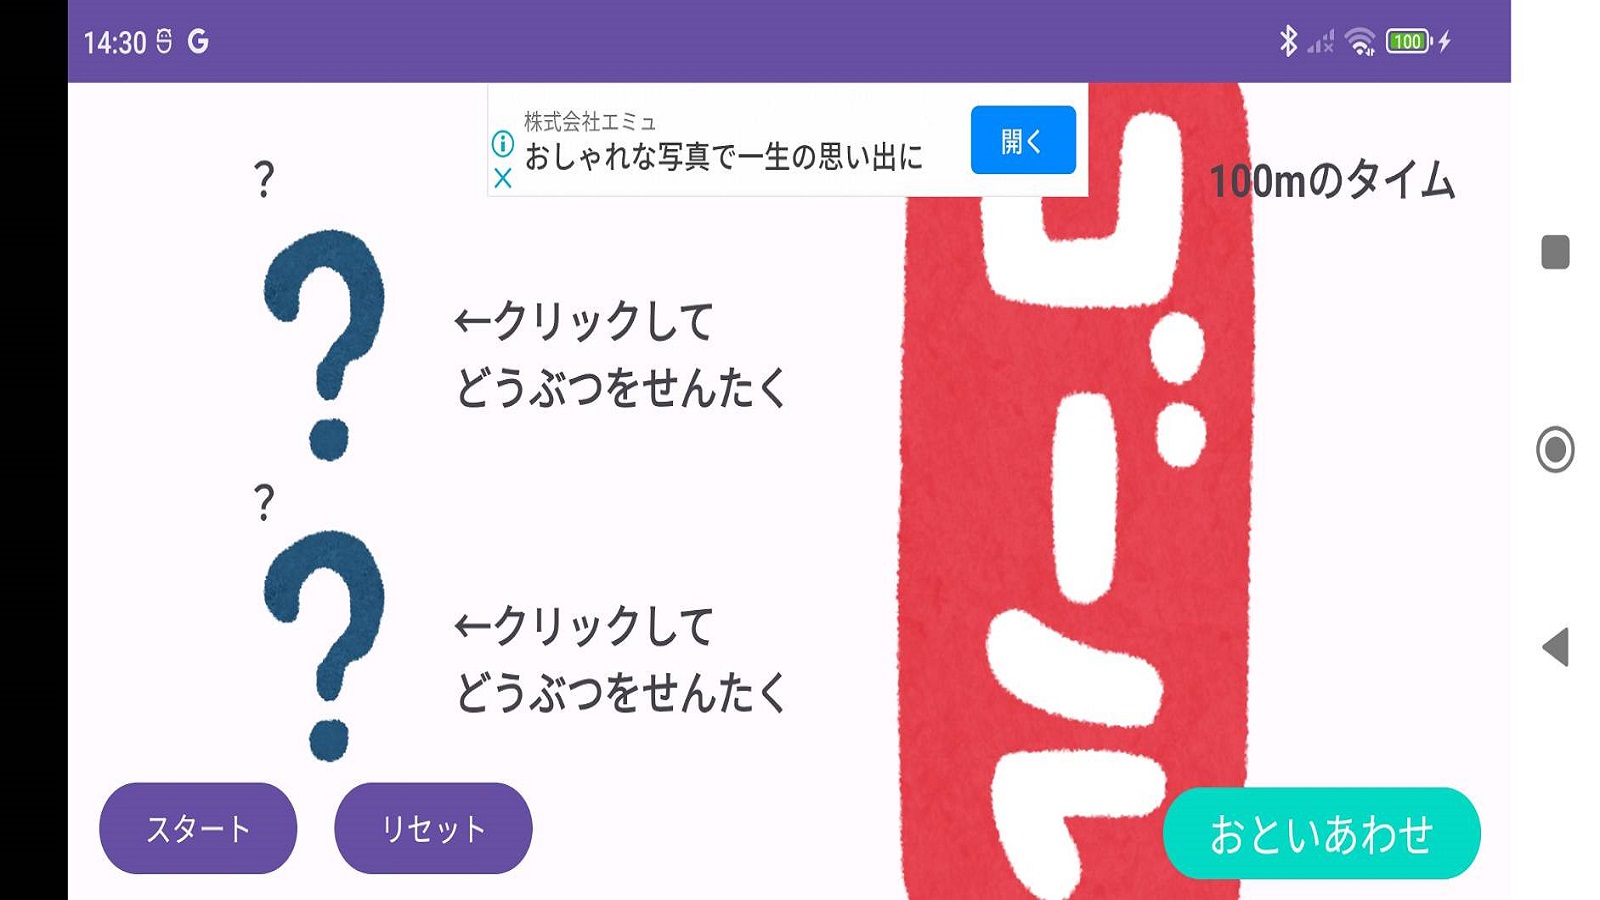 14:30
100
株式会社エミュ
おしゃれな写真で一生の思い出に
開く
?
100mのタイム
?
←クリックして
どうぶつをせんたく
?
?
←クリックして
どうぶつをせんたく
ゴール
スタート
リセット
おといあわせ